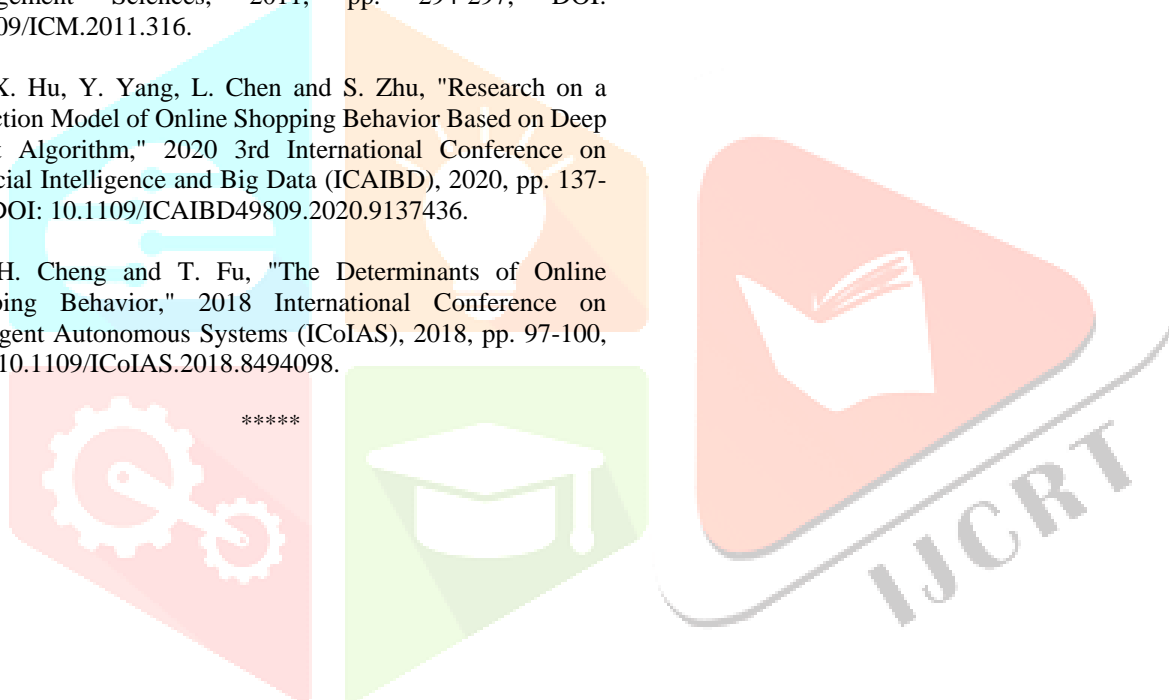 2011, pp. 294-297, DOI:
09/ICM.2011.316.
X. Hu, Y. Yang, L. Chen and S. Zhu, "Research on a
ction Model of Online Shopping Behavior Based on Deep
Algorithm," 2020 3rd International Conference on
cial Intelligence and Big Data (ICAIBD), 2020, pp. 137-
DOI: 10.1109/ICAIBD49809.2020.9137436.
H. Cheng and T. Fu, "The Determinants of Online
ping Behavior," 2018 International Conference on
gent Autonomous Systems (ICoIAS), 2018, pp. 97-100,
10.1109/ICoIAS.2018.8494098.
*****
IJCRT